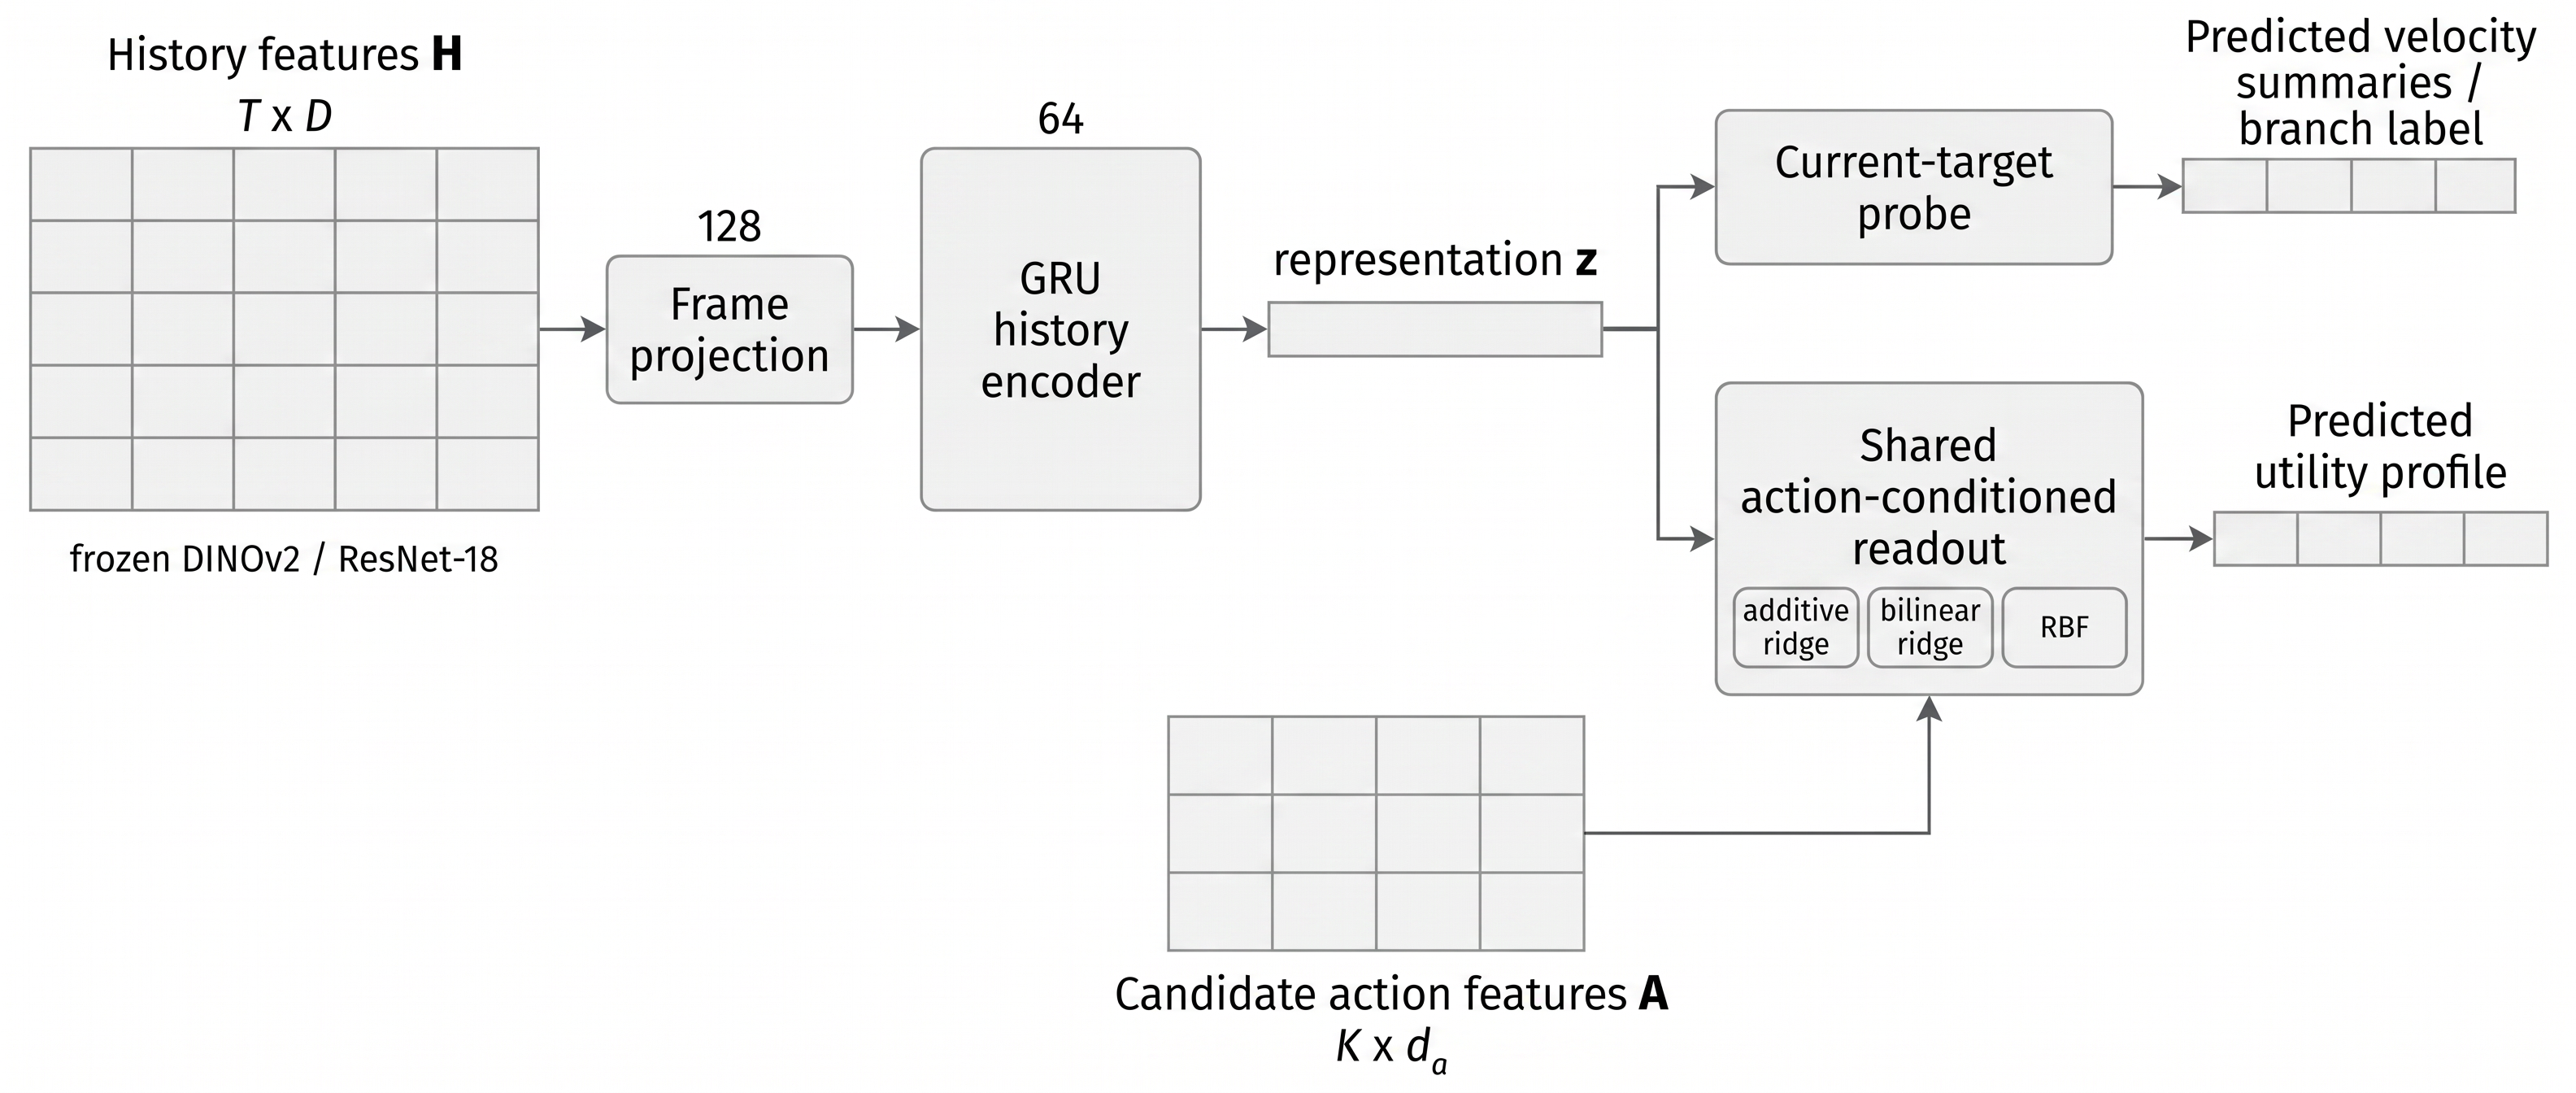 History features H
T x D
frozen DINOv2 / ResNet-18
128
Frame
projection
64
GRU
history
encoder
representation z
Current-target
probe
Predicted velocity
summaries /
branch label
Shared
action-conditioned
readout
additive
ridge
bilinear
ridge
RBF
Predicted
utility profile
Candidate action features A
K x d_a